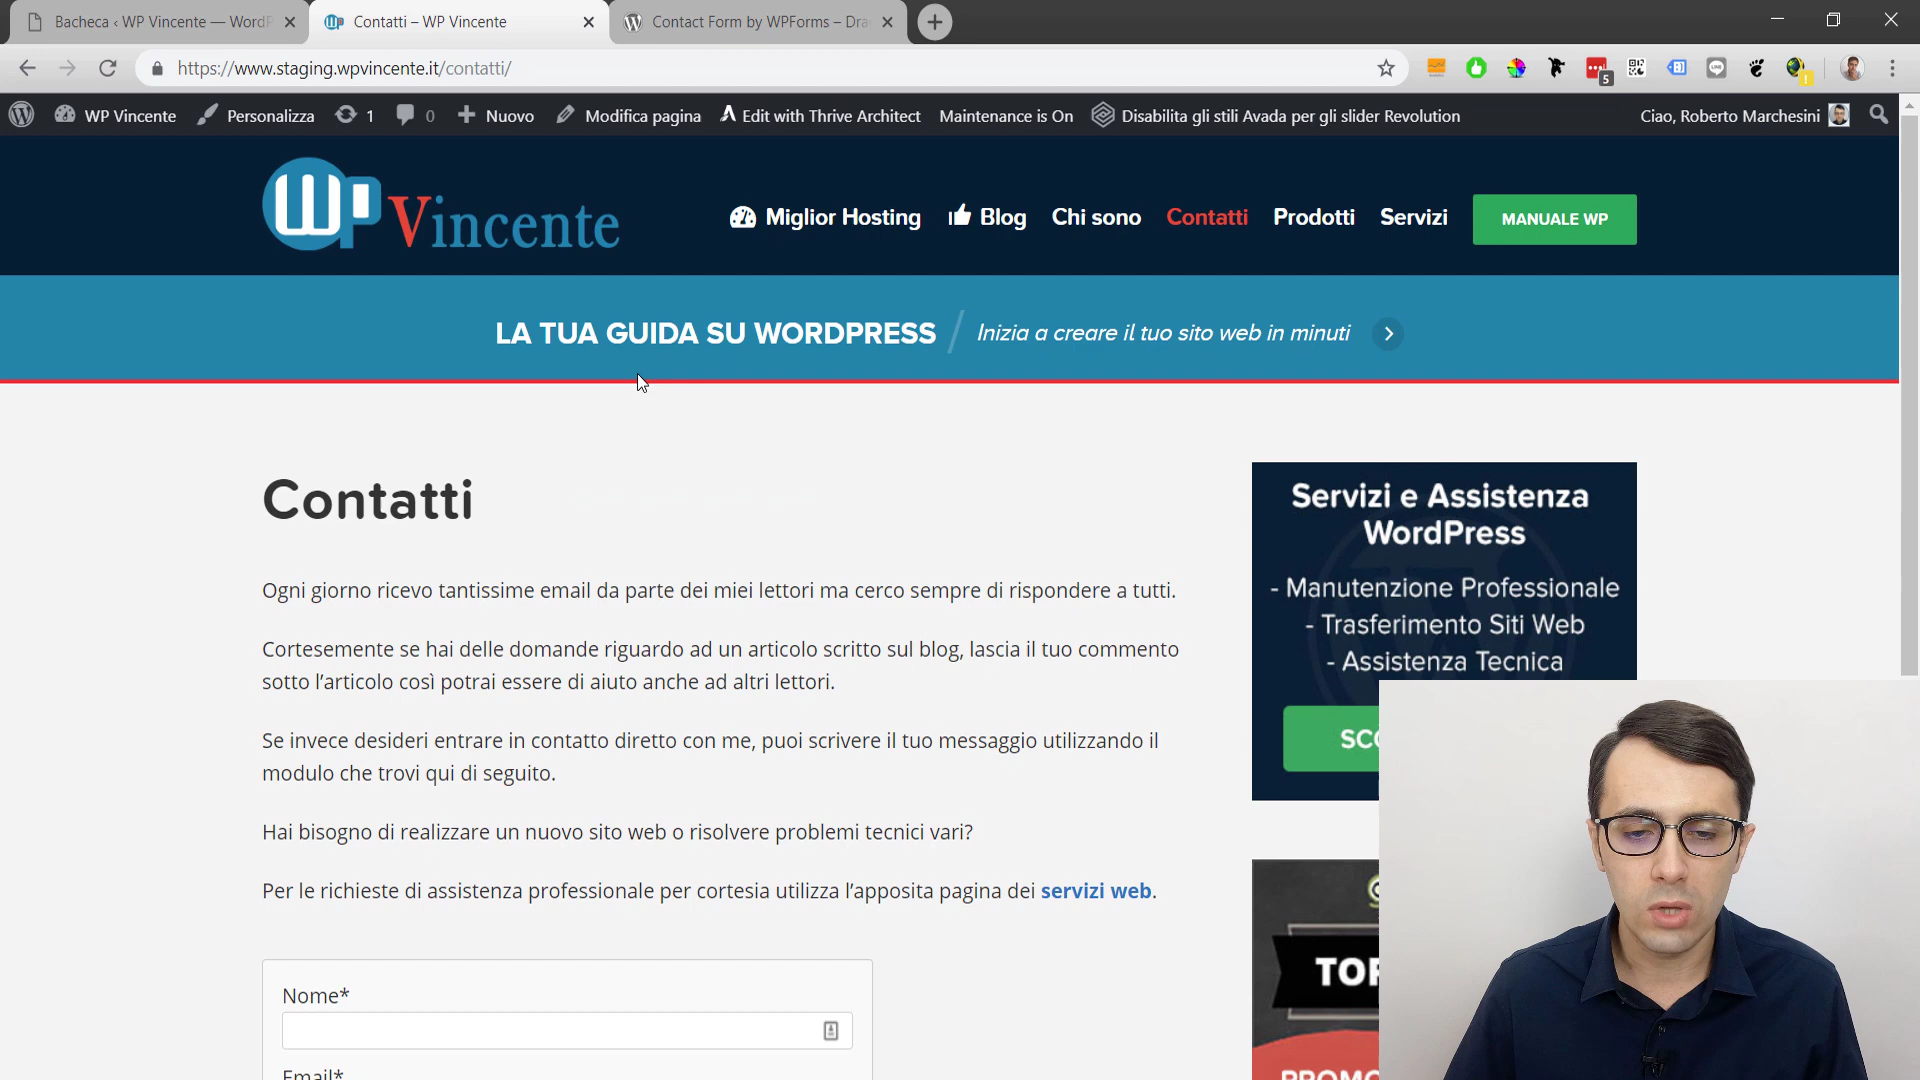 Bacheca ‹ WP Vincente — WordP
Contatti – WP Vincente
Contact Form by WPForms – Dra
https://www.staging.wpvincente.it/contatti/
5
WP Vincente
Personalizza
1
0
Nuovo
Modifica pagina
Edit with Thrive Architect
Maintenance is On
Disabilita gli stili Avada per gli slider Revolution
Ciao, Roberto Marchesini
WP Vincente
Miglior Hosting
Blog
Chi sono
Contatti
Prodotti
Servizi
MANUALE WP
LA TUA GUIDA SU WORDPRESS
Inizia a creare il tuo sito web in minuti
Contatti
Ogni giorno ricevo tantissime email da parte dei miei lettori ma cerco sempre di rispondere a tutti.
Cortesemente se hai delle domande riguardo ad un articolo scritto sul blog, lascia il tuo commento
sotto l’articolo così potrai essere di aiuto anche ad altri lettori.
Se invece desideri entrare in contatto diretto con me, puoi scrivere il tuo messaggio utilizzando il
modulo che trovi qui di seguito.
Hai bisogno di realizzare un nuovo sito web o risolvere problemi tecnici vari?
Per le richieste di assistenza professionale per cortesia utilizza l’apposita pagina dei servizi web.
Nome*
Email*
Servizi e Assistenza
WordPress
- Manutenzione Professionale
- Trasferimento Siti Web
- Assistenza Tecnica